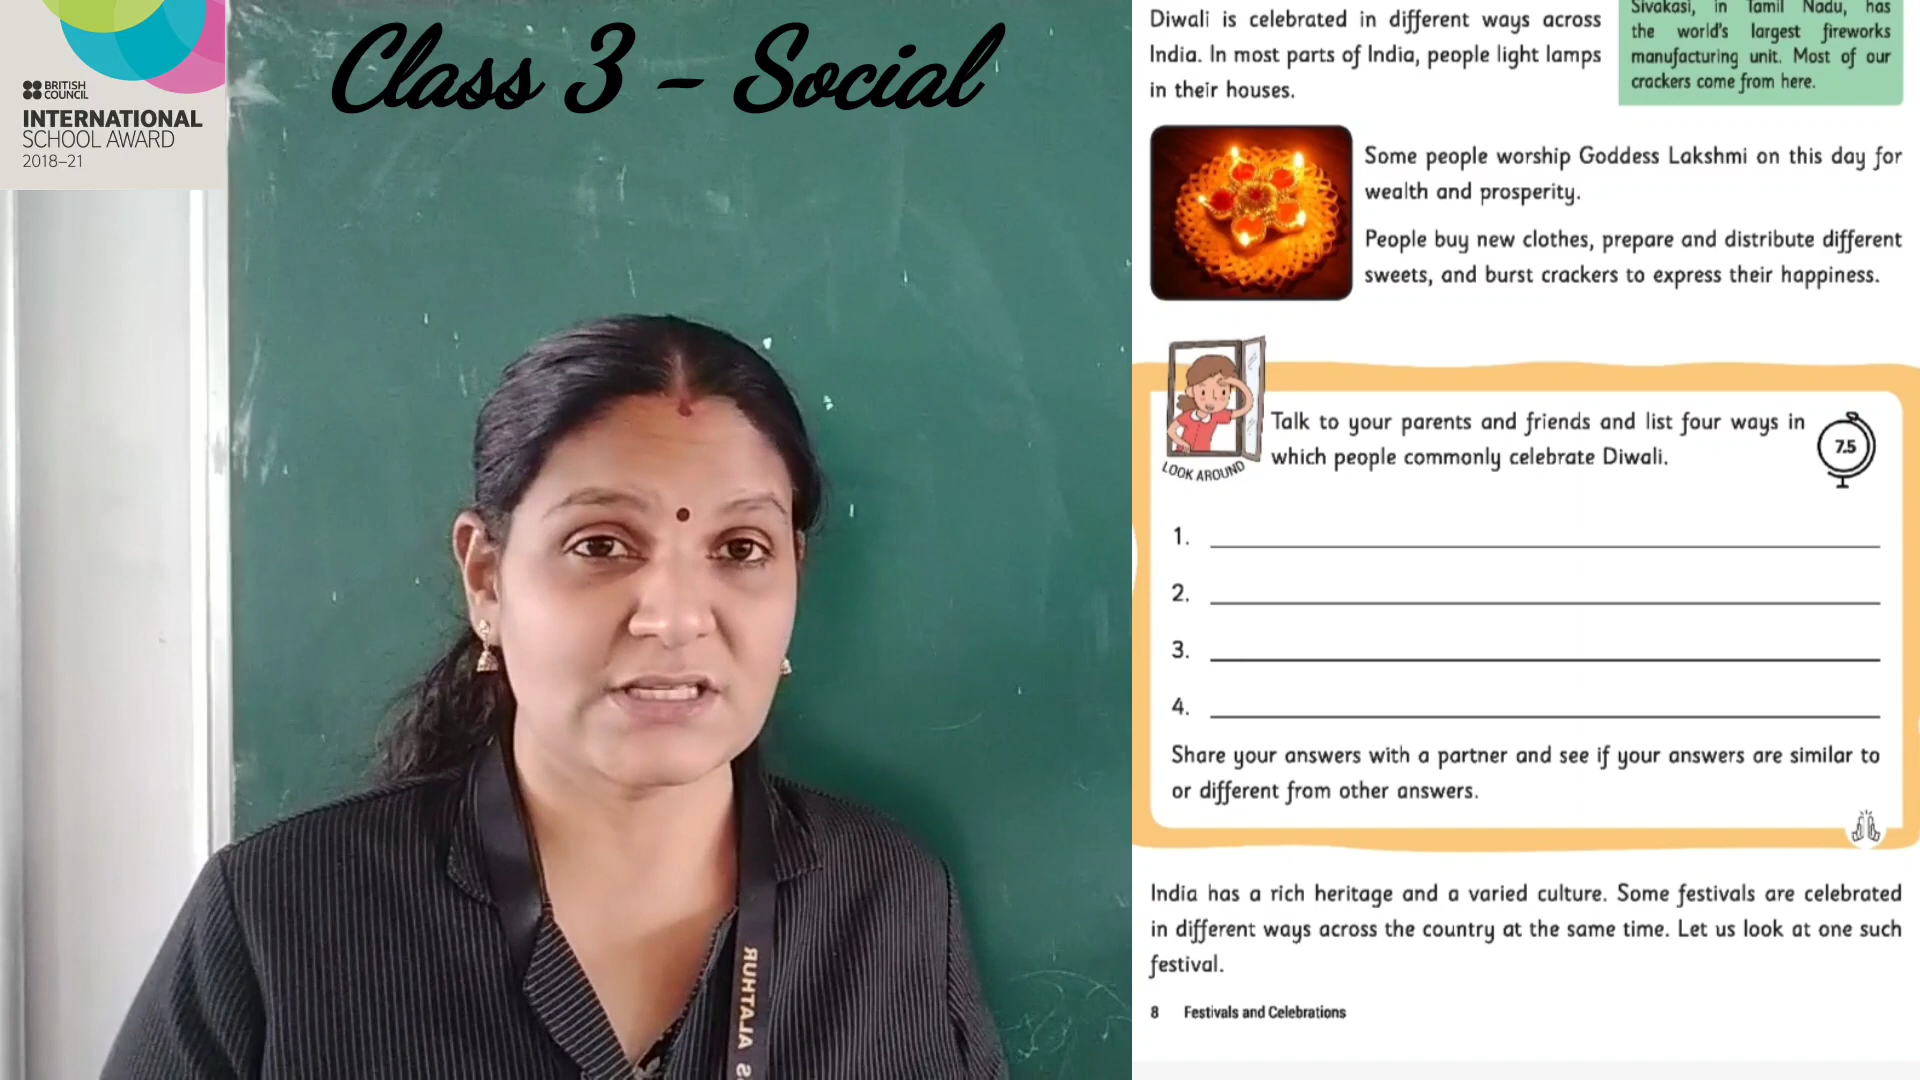 BRITISH
COUNCIL
INTERNATIONAL
SCHOOL AWARD
2018–21
Class 3 - Social
S ALATHUR
Diwali is celebrated in different ways across
India. In most parts of India, people light lamps
in their houses.
Sivakasi, in Tamil Nadu, has
the world's largest fireworks
manufacturing unit. Most of our
crackers come from here.
Some people worship Goddess Lakshmi on this day for
wealth and prosperity.
People buy new clothes, prepare and distribute different
sweets, and burst crackers to express their happiness.
LOOK AROUND
Talk to your parents and friends and list four ways in
which people commonly celebrate Diwali.
7.5
1.
2.
3.
4.
Share your answers with a partner and see if your answers are similar to
or different from other answers.
India has a rich heritage and a varied culture. Some festivals are celebrated
in different ways across the country at the same time. Let us look at one such
festival.
8 Festivals and Celebrations